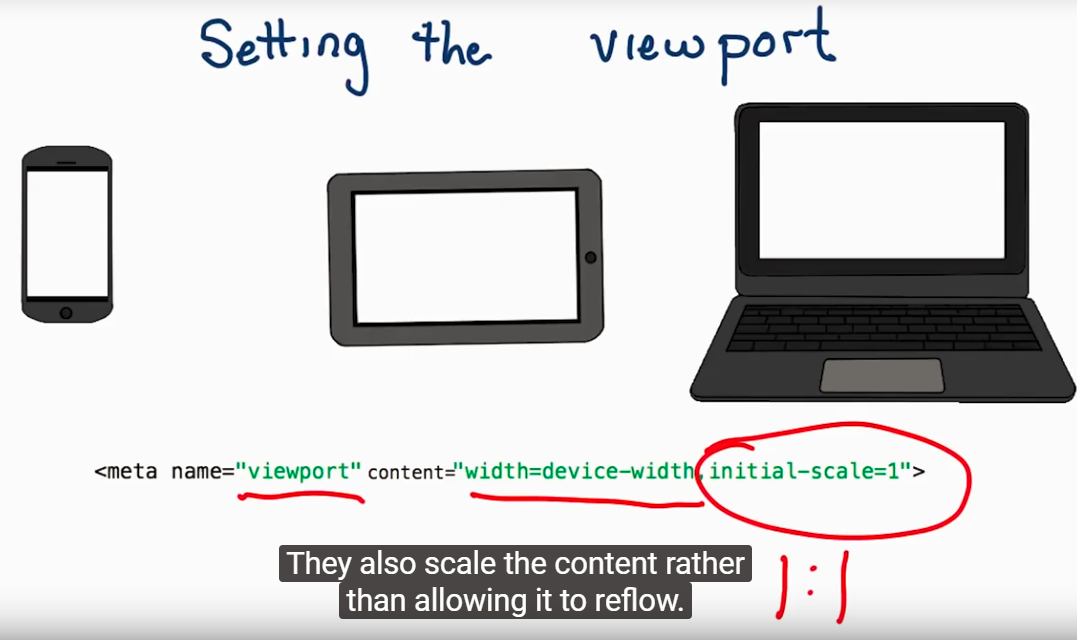 Setting the viewport
<meta name="viewport" content="width=device-width,initial-scale=1">
They also scale the content rather
than allowing it to reflow.
1:1